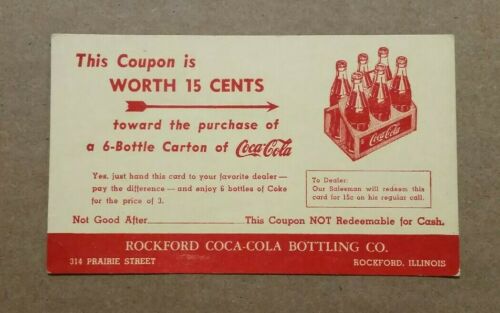 This Coupon is
WORTH 15 CENTS
toward the purchase of
a 6-Bottle Carton of Coca-Cola
Yes, just hand this card to your favorite dealer—
pay the difference—and enjoy 6 bottles of Coke
for the price of 3.
Coca-Cola
To Dealer:
Our Salesman will redeem this
card for 15c on his regular call.
Not Good After____________ This Coupon NOT Redeemable for Cash.
ROCKFORD COCA-COLA BOTTLING CO.
314 PRAIRIE STREET ROCKFORD, ILLINOIS